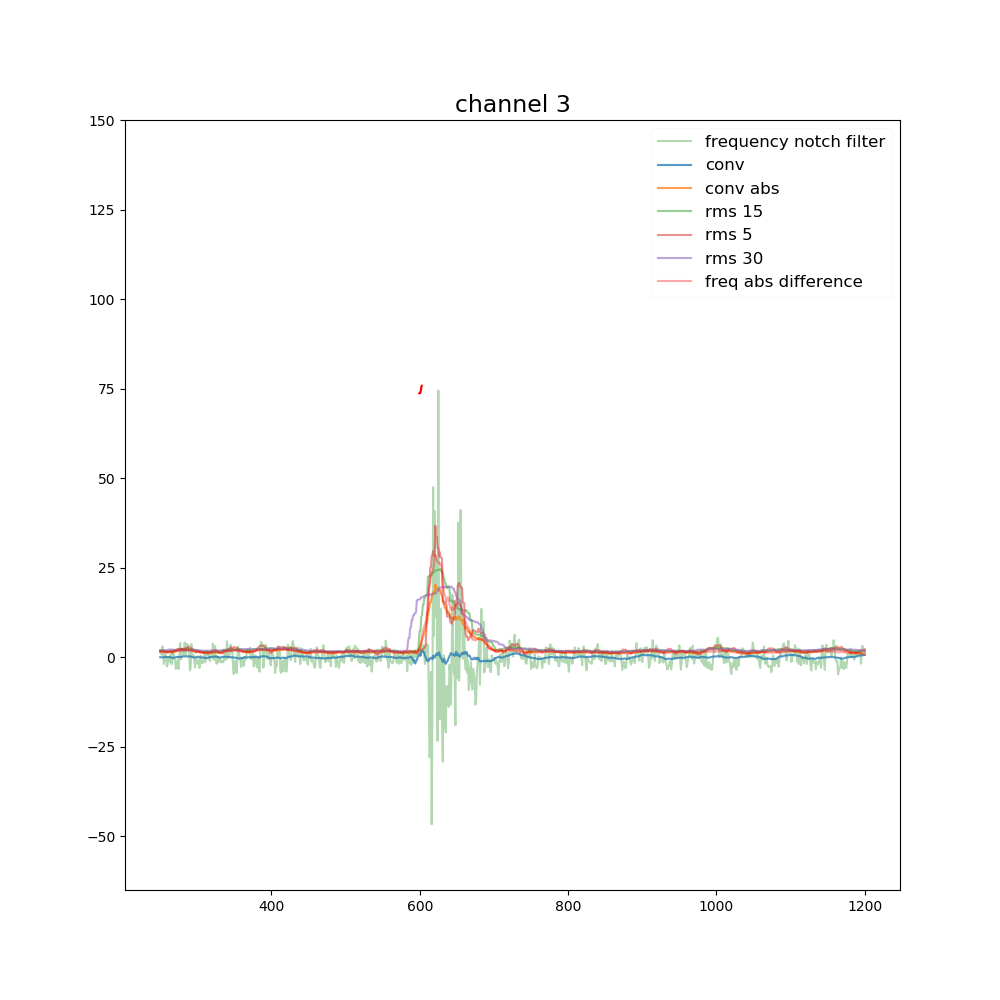 channel 3
150
125
100
75
50
25
0
−25
−50
400 600 800 1000 1200
frequency notch filter
conv
conv abs
rms 15
rms 5
rms 30
freq abs difference